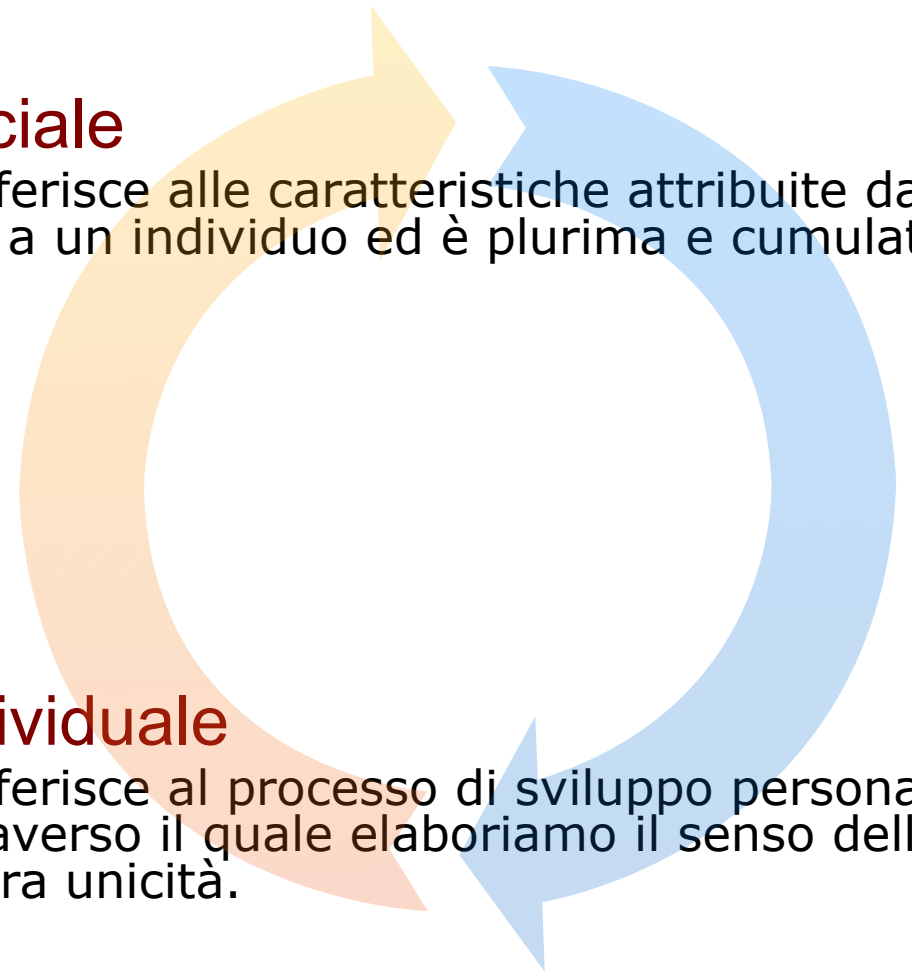 ciale
ferisce alle caratteristiche attribuite da
a un individuo ed è plurima e cumulat
ividuale
ferisce al processo di sviluppo persona
averso il quale elaboriamo il senso dell
ra unicità.